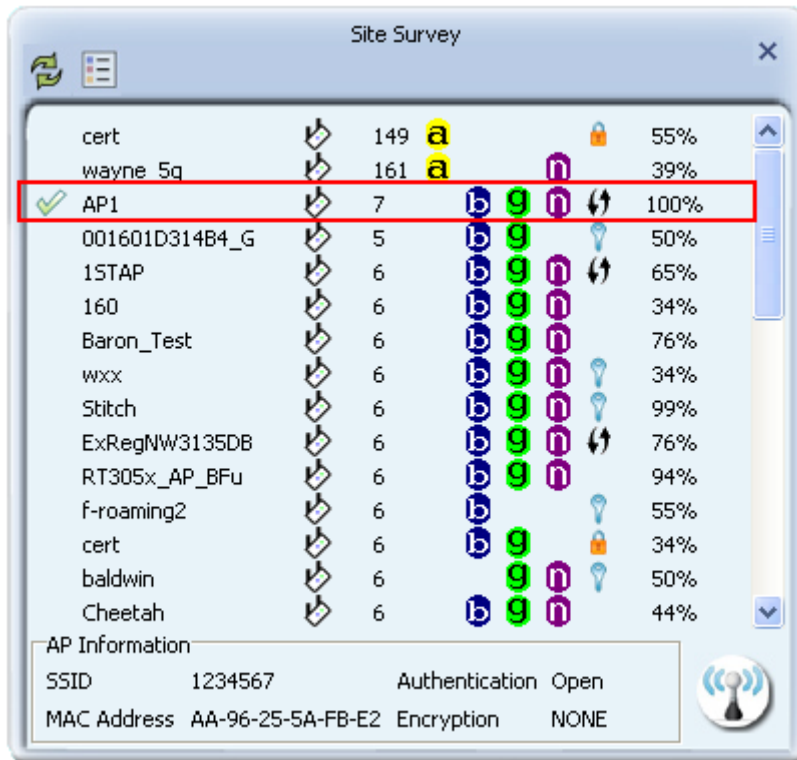 Site Survey
cert 149 a 55%
wayne_5g 161 a n 39%
AP1 7 b g n 100%
001601D314B4_G 5 b g 50%
1STAP 6 b g n 65%
160 6 b g n 34%
Baron_Test 6 b g n 76%
wxx 6 b g n 34%
Stitch 6 b g n 99%
ExRegNW3135DB 6 b g n 76%
RT305x_AP_BFu 6 b g n 94%
f-roaming2 6 b 55%
cert 6 b g 34%
baldwin 6 g n 50%
Cheetah 6 b g n 44%
AP Information
SSID 1234567 Authentication Open
MAC Address AA-96-25-5A-FB-E2 Encryption NONE